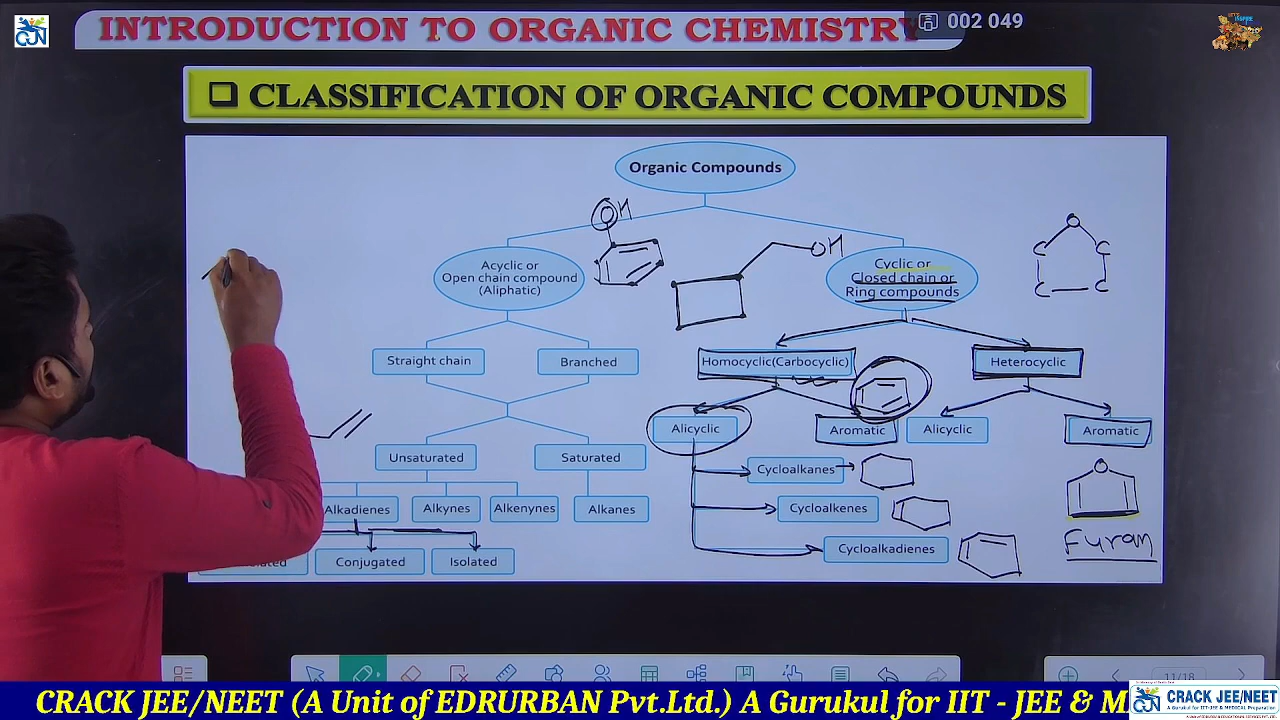 INTRODUCTION TO ORGANIC CHEMISTRY
002 049
CLASSIFICATION OF ORGANIC COMPOUNDS
Organic Compounds
OH
Acyclic or
Open chain compound
(Aliphatic)
OH
Cyclic or
Closed chain or
Ring compounds
C C
C C
Straight chain
Branched
Homocyclic(Carbocyclic)
Heterocyclic
Alicyclic
Aromatic
Alicyclic
Aromatic
Unsaturated
Saturated
Cycloalkanes
Alkadienes
Alkynes
Alkenynes
Alkanes
Cycloalkenes
Furan
Cycloalkadienes
Conjugated
Isolated
11/18
CRACK JEE/NEET (A Unit of DRURBAN Pvt.Ltd.) A Gurukul for IIT - JEE & M
CRACK JEE/NEET